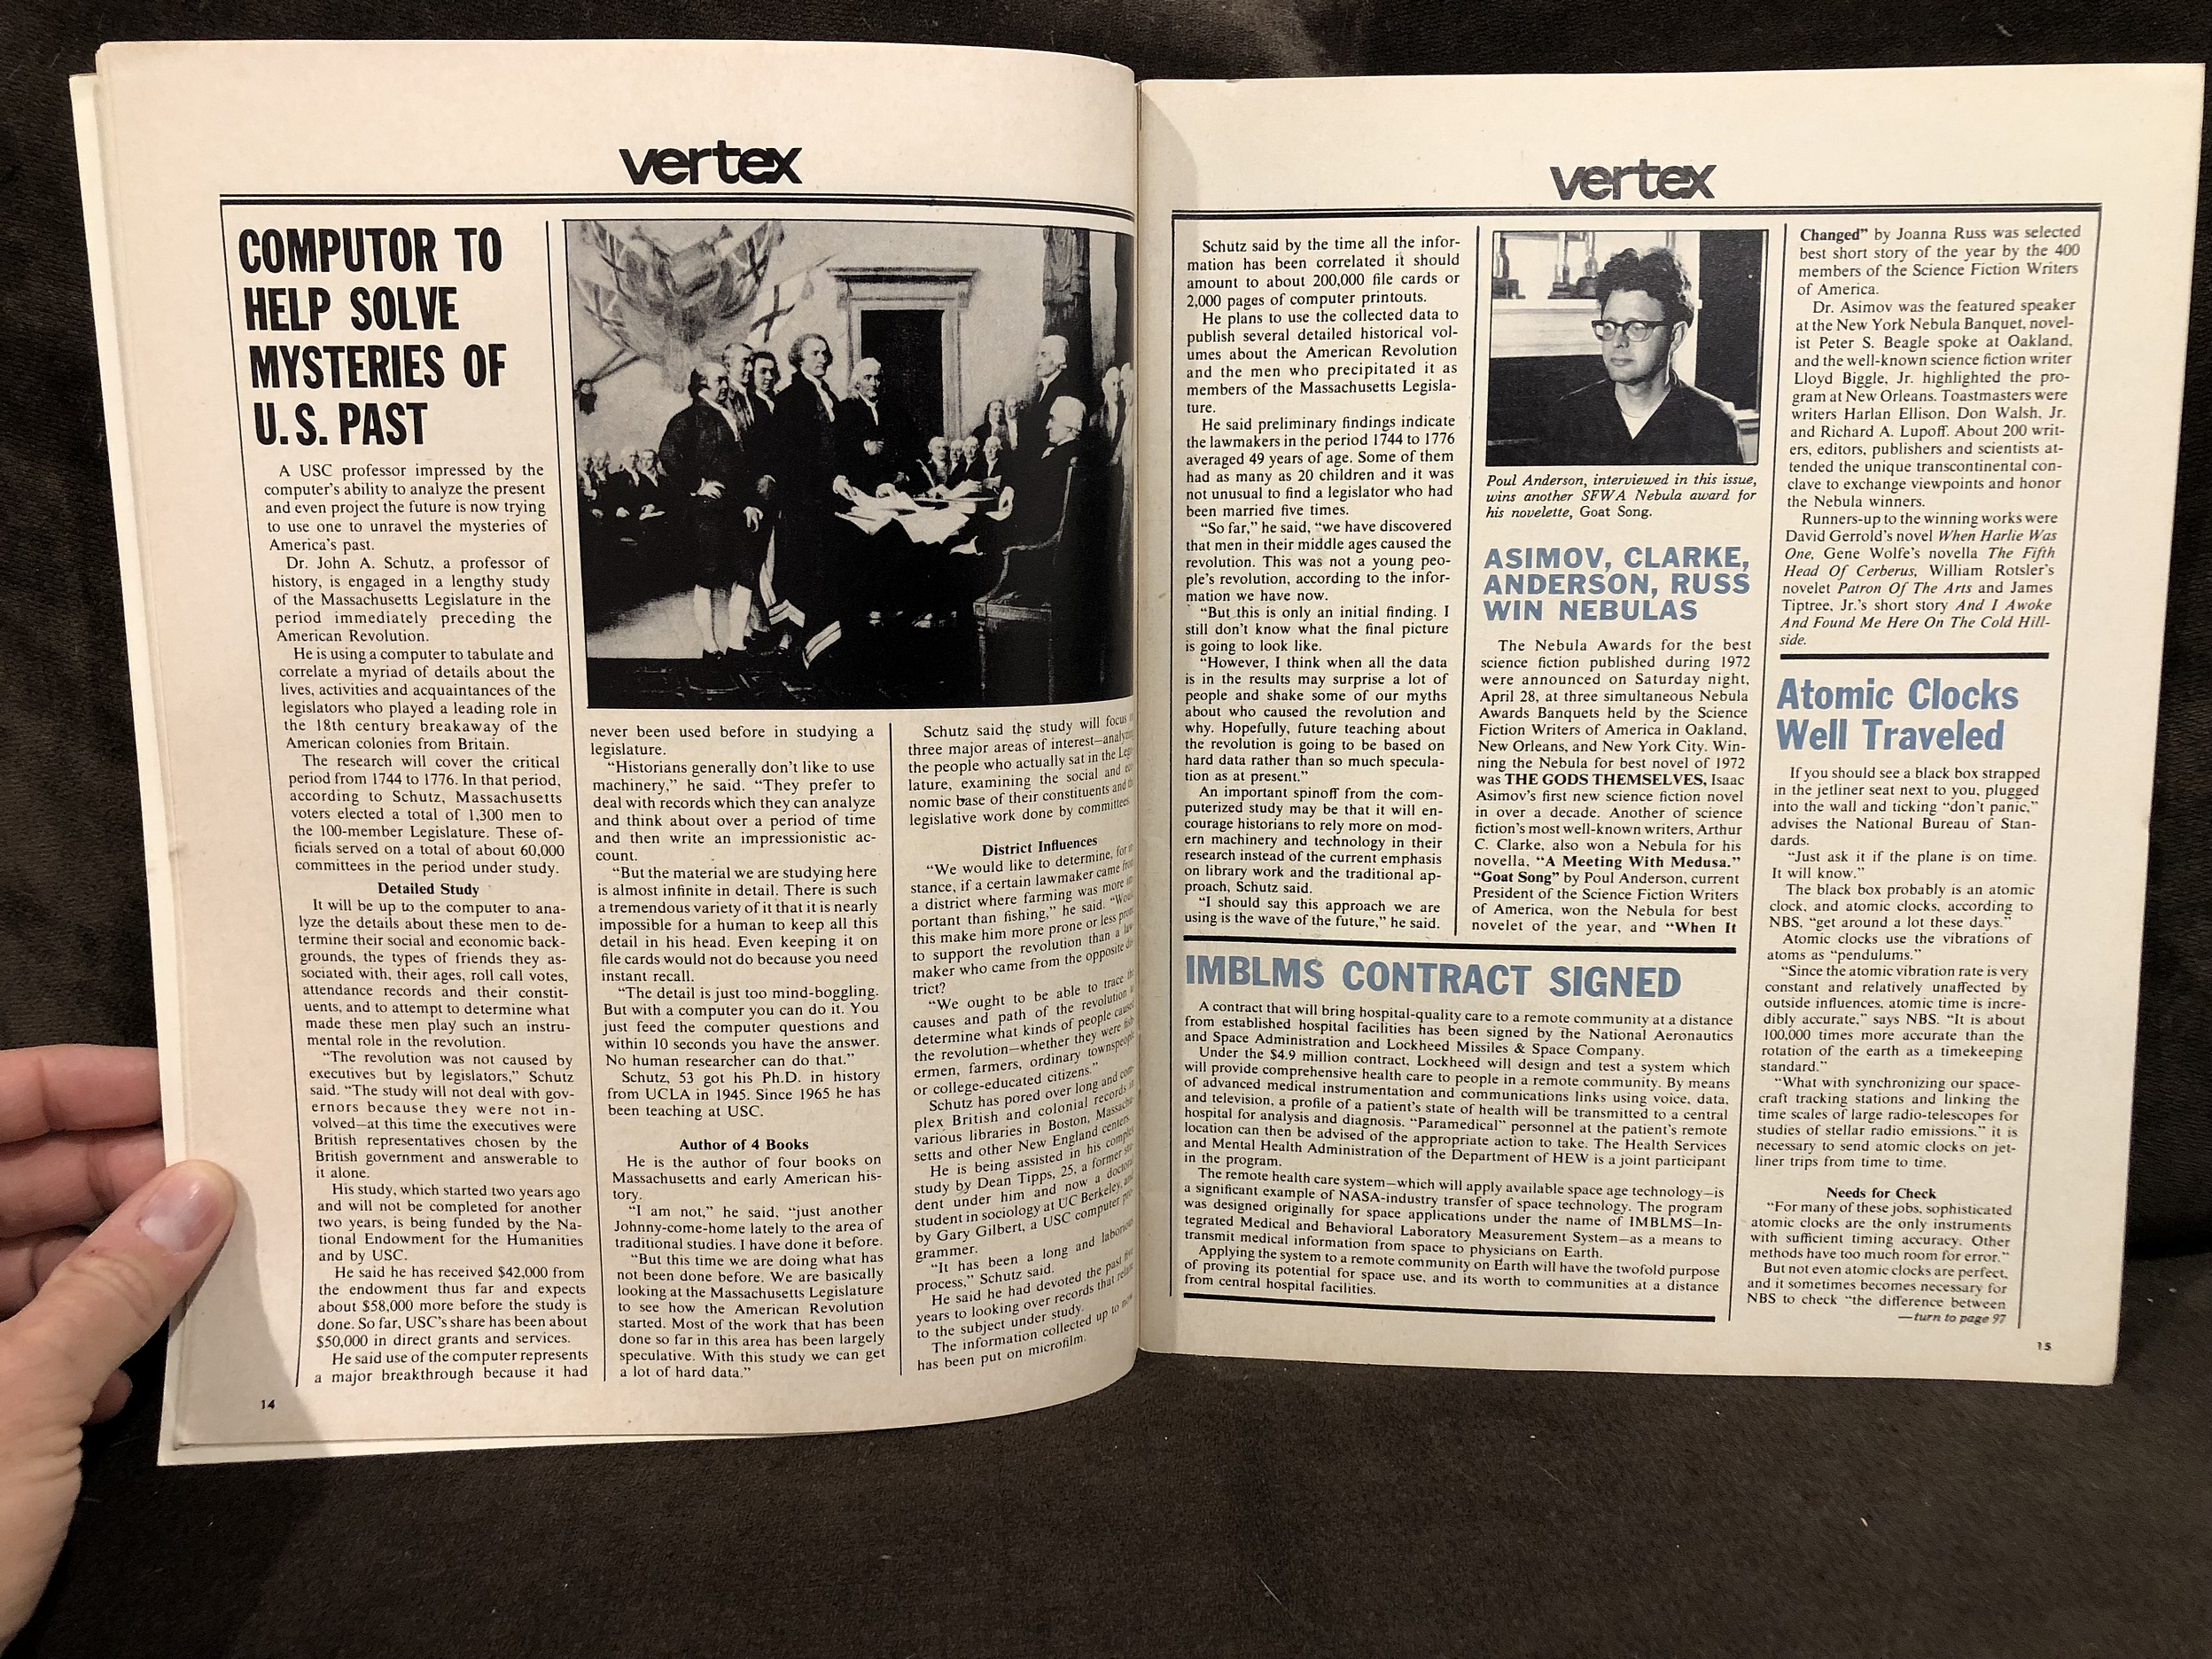 vertex
COMPUTOR TO
HELP SOLVE
MYSTERIES OF
U.S. PAST
A USC professor impressed by the
computer's ability to analyze the present
and even project the future is now trying
to use one to unravel the mysteries of
America's past.
Dr. John A. Schutz, a professor of
history, is engaged in a lengthy study
of the Massachusetts Legislature in the
period immediately preceding the
American Revolution.
He is using a computer to tabulate and
correlate a myriad of details about the
lives, activities and acquaintances of the
legislators who played a leading role in
the 18th century breakaway of the
American colonies from Britain.
The research will cover the critical
period from 1744 to 1776. In that period,
according to Schutz, Massachusetts
voters elected a total of 1,300 men to
the 100-member Legislature. These of-
ficials served on a total of about 60,000
committees in the period under study.
Detailed Study
It will be up to the computer to ana-
lyze the details about these men to de-
termine their social and economic back-
grounds, the types of friends they as-
sociated with, their ages, roll call votes,
attendance records and their constit-
uents, and to attempt to determine what
made these men play such an instru-
mental role in the revolution.
"The revolution was not caused by
executives but by legislators," Schutz
said. "The study will not deal with gov-
ernors because they were not in-
volved—at this time the executives were
British representatives chosen by the
British government and answerable to
it alone.
His study, which started two years ago
and will not be completed for another
two years, is being funded by the Na-
tional Endowment for the Humanities
and by USC.
He said he has received $42,000 from
the endowment thus far and expects
about $58,000 more before the study is
done. So far, USC's share has been about
$50,000 in direct grants and services.
He said use of the computer represents
a major breakthrough because it had
14
never been used before in studying a
legislature.
"Historians generally don't like to use
machinery," he said. "They prefer to
deal with records which they can analyze
and think about over a period of time
and then write an impressionistic ac-
count.
"But the material we are studying here
is almost infinite in detail. There is such
a tremendous variety of it that it is nearly
impossible for a human to keep all this
detail in his head. Even keeping it on
file cards would not do because you need
instant recall.
"The detail is just too mind-boggling.
But with a computer you can do it. You
just feed the computer questions and
within 10 seconds you have the answer.
No human researcher can do that."
Schutz, 53 got his Ph.D. in history
from UCLA in 1945. Since 1965 he has
been teaching at USC.
Author of 4 Books
He is the author of four books on
Massachusetts and early American his-
tory.
"I am not," he said, "just another
Johnny-come-home lately to the area of
traditional studies. I have done it before.
"But this time we are doing what has
not been done before. We are basically
looking at the Massachusetts Legislature
to see how the American Revolution
started. Most of the work that has been
done so far in this area has been largely
speculative. With this study we can get
a lot of hard data."
Schutz said the study will focus
three major areas of interest—analyzing
the people who actually sat in the Legis-
lature, examining the social and eco-
nomic base of their constituents and the
legislative work done by committees.
District Influences
"We would like to determine, for in-
stance, if a certain lawmaker came from
a district where farming was more im-
portant than fishing," he said. "Would
this make him more prone or less prone
to support the revolution than a law-
maker who came from the opposite dis-
trict?
"We ought to be able to trace the
causes and path of the revolution to
determine what kinds of people caused
the revolution—whether they were fish-
ermen, farmers, ordinary townspeople
or college-educated citizens."
Schutz has pored over long and com-
plex British and colonial records in
various libraries in Boston, Massachu-
setts and other New England centers.
He is being assisted in his complex
study by Dean Tipps, 25, a former stu-
dent under him and now a doctoral
student in sociology at UC Berkeley, and
by Gary Gilbert, a USC computer pro-
grammer.
"It has been a long and laborious
process," Schutz said.
He said he had devoted the past five
years to looking over records that relate
to the subject under study.
The information collected up to now
has been put on microfilm.
vertex
Schutz said by the time all the infor-
mation has been correlated it should
amount to about 200,000 file cards or
2,000 pages of computer printouts.
He plans to use the collected data to
publish several detailed historical vol-
umes about the American Revolution
and the men who precipitated it as
members of the Massachusetts Legisla-
ture.
He said preliminary findings indicate
the lawmakers in the period 1744 to 1776
averaged 49 years of age. Some of them
had as many as 20 children and it was
not unusual to find a legislator who had
been married five times.
"So far," he said, "we have discovered
that men in their middle ages caused the
revolution. This was not a young peo-
ple's revolution, according to the infor-
mation we have now.
"But this is only an initial finding. I
still don't know what the final picture
is going to look like.
"However, I think when all the data
is in the results may surprise a lot of
people and shake some of our myths
about who caused the revolution and
why. Hopefully, future teaching about
the revolution is going to be based on
hard data rather than so much specula-
tion as at present."
An important spinoff from the com-
puterized study may be that it will en-
courage historians to rely more on mod-
ern machinery and technology in their
research instead of the current emphasis
on library work and the traditional ap-
proach, Schutz said.
"I should say this approach we are
using is the wave of the future," he said.
Poul Anderson, interviewed in this issue,
wins another SFWA Nebula award for
his novelette, Goat Song.
ASIMOV, CLARKE,
ANDERSON, RUSS
WIN NEBULAS
The Nebula Awards for the best
science fiction published during 1972
were announced on Saturday night,
April 28, at three simultaneous Nebula
Awards Banquets held by the Science
Fiction Writers of America in Oakland,
New Orleans, and New York City. Win-
ning the Nebula for best novel of 1972
was THE GODS THEMSELVES, Isaac
Asimov's first new science fiction novel
in over a decade. Another of science
fiction's most well-known writers, Arthur
C. Clarke, also won a Nebula for his
novella, "A Meeting With Medusa."
"Goat Song" by Poul Anderson, current
President of the Science Fiction Writers
of America, won the Nebula for best
novelet of the year, and "When It
Changed" by Joanna Russ was selected
best short story of the year by the 400
members of the Science Fiction Writers
of America.
Dr. Asimov was the featured speaker
at the New York Nebula Banquet, novel-
ist Peter S. Beagle spoke at Oakland,
and the well-known science fiction writer
Lloyd Biggle, Jr. highlighted the pro-
gram at New Orleans. Toastmasters were
writers Harlan Ellison, Don Walsh, Jr.
and Richard A. Lupoff. About 200 writ-
ers, editors, publishers and scientists at-
tended the unique transcontinental con-
clave to exchange viewpoints and honor
the Nebula winners.
Runners-up to the winning works were
David Gerrold's novel When Harlie Was
One, Gene Wolfe's novella The Fifth
Head Of Cerberus, William Rotsler's
novelet Patron Of The Arts and James
Tiptree, Jr.'s short story And I Awoke
And Found Me Here On The Cold Hill-
side.
IMBLMS CONTRACT SIGNED
A contract that will bring hospital-quality care to a remote community at a distance
from established hospital facilities has been signed by the National Aeronautics
and Space Administration and Lockheed Missiles & Space Company.
Under the $4.9 million contract, Lockheed will design and test a system which
will provide comprehensive health care to people in a remote community. By means
of advanced medical instrumentation and communications links using voice, data,
and television, a profile of a patient's state of health will be transmitted to a central
hospital for analysis and diagnosis. "Paramedical" personnel at the patient's remote
location can then be advised of the appropriate action to take. The Health Services
and Mental Health Administration of the Department of HEW is a joint participant
in the program.
The remote health care system—which will apply available space age technology—is
a significant example of NASA-industry transfer of space technology. The program
was designed originally for space applications under the name of IMBLMS—In-
tegrated Medical and Behavioral Laboratory Measurement System—as a means to
transmit medical information from space to physicians on Earth.
Applying the system to a remote community on Earth will have the twofold purpose
of proving its potential for space use, and its worth to communities at a distance
from central hospital facilities.
Atomic Clocks
Well Traveled
If you should see a black box strapped
in the jetliner seat next to you, plugged
into the wall and ticking "don't panic,"
advises the National Bureau of Stan-
dards.
"Just ask it if the plane is on time.
It will know."
The black box probably is an atomic
clock, and atomic clocks, according to
NBS, "get around a lot these days."
Atomic clocks use the vibrations of
atoms as "pendulums."
"Since the atomic vibration rate is very
constant and relatively unaffected by
outside influences, atomic time is incre-
dibly accurate," says NBS. "It is about
100,000 times more accurate than the
rotation of the earth as a timekeeping
standard."
"What with synchronizing our space-
craft tracking stations and linking the
time scales of large radio-telescopes for
studies of stellar radio emissions," it is
necessary to send atomic clocks on jet-
liner trips from time to time.
Needs for Check
"For many of these jobs, sophisticated
atomic clocks are the only instruments
with sufficient timing accuracy. Other
methods have too much room for error."
But not even atomic clocks are perfect,
and it sometimes becomes necessary for
NBS to check "the difference between
—turn to page 97
15